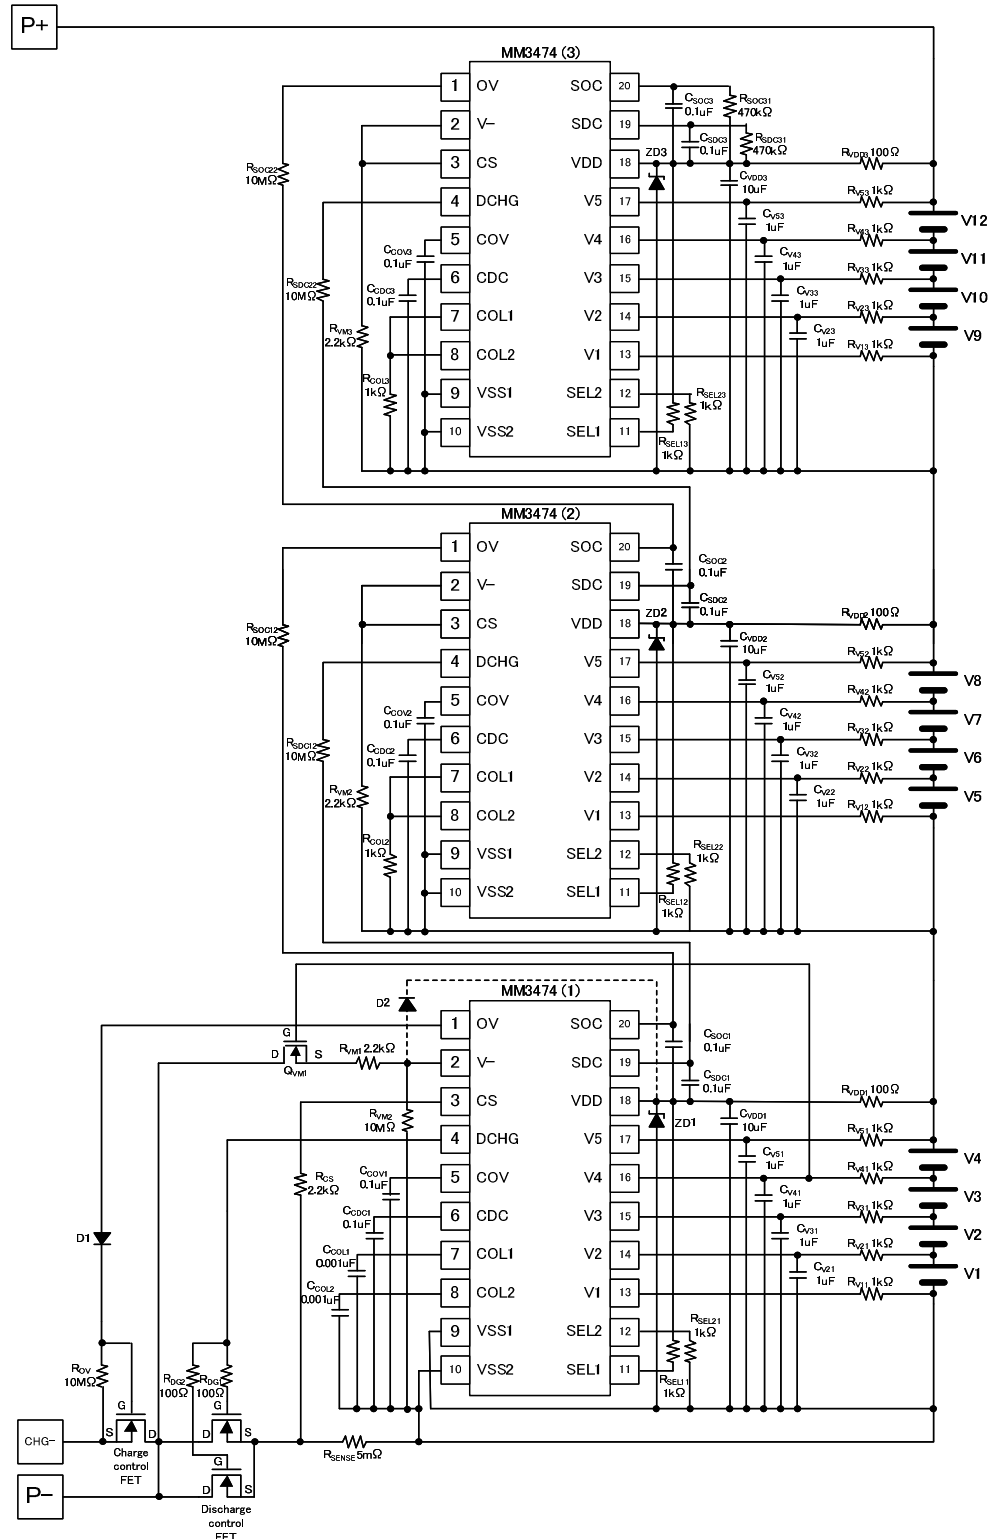 P+
MM3474 (3)
1 OV SOC 20
2 V- SDC 19
3 CS VDD 18
4 DCHG V5 17
5 COV V4 16
6 CDC V3 15
7 COL1 V2 14
8 COL2 V1 13
9 VSS1 SEL2 12
10 VSS2 SEL1 11
CSOC3
0.1uF
RSOC31
470kΩ
CSDC3
0.1uF
RSDC31
470kΩ
ZD3
RVDD3 100Ω
CVDD3
10uF
RSOC22
10MΩ
RV53 1kΩ
CV53
1uF
V12
RV43 1kΩ
CV43
1uF
V11
CCOV3
0.1uF
RSDC22
10MΩ
CCDC3
0.1uF
RV33 1kΩ
CV33
1uF
V10
RV23 1kΩ
CV23
1uF
V9
RVM3
2.2kΩ
RV13 1kΩ
RCOL3
1kΩ
RSEL23
1kΩ
RSEL13
1kΩ
MM3474 (2)
1 OV SOC 20
2 V- SDC 19
3 CS VDD 18
4 DCHG V5 17
5 COV V4 16
6 CDC V3 15
7 COL1 V2 14
8 COL2 V1 13
9 VSS1 SEL2 12
10 VSS2 SEL1 11
CSOC2
0.1uF
CSDC2
0.1uF
ZD2
RVDD2 100Ω
RSOC12
10MΩ
CVDD2
10uF
RV52 1kΩ
CV52
1uF
V8
RV42 1kΩ
CV42
1uF
V7
CCOV2
0.1uF
RSDC12
10MΩ
CCDC2
0.1uF
RV32 1kΩ
CV32
1uF
V6
RV22 1kΩ
CV22
1uF
V5
RVM2
2.2kΩ
RV12 1kΩ
RCOL2
1kΩ
RSEL22
1kΩ
RSEL12
1kΩ
MM3474 (1)
1 OV SOC 20
2 V- SDC 19
3 CS VDD 18
4 DCHG V5 17
5 COV V4 16
6 CDC V3 15
7 COL1 V2 14
8 COL2 V1 13
9 VSS1 SEL2 12
10 VSS2 SEL1 11
D2
G
D S
QVM1
RVM1 2.2kΩ
CSOC1
0.1uF
CSDC1
0.1uF
RVDD1 100Ω
RVM2
10MΩ
ZD1
CVDD1
10uF
RV51 1kΩ
CV51
1uF
V4
RCS
2.2kΩ
CCOV1
0.1uF
RV41 1kΩ
CV41
1uF
V3
CCDC1
0.1uF
RV31 1kΩ
CV31
1uF
V2
D1
CCOL1
0.001uF
RV21 1kΩ
CV21
1uF
V1
CCOL2
0.001uF
RV11 1kΩ
RSEL21
1kΩ
RSEL11
1kΩ
ROV
10MΩ
RDG2
100Ω
RDG1
100Ω
G
S D
G
D S
CHG-
Charge
control
FET
RSENSE 5mΩ
G
D S
P-
Discharge
control
FET